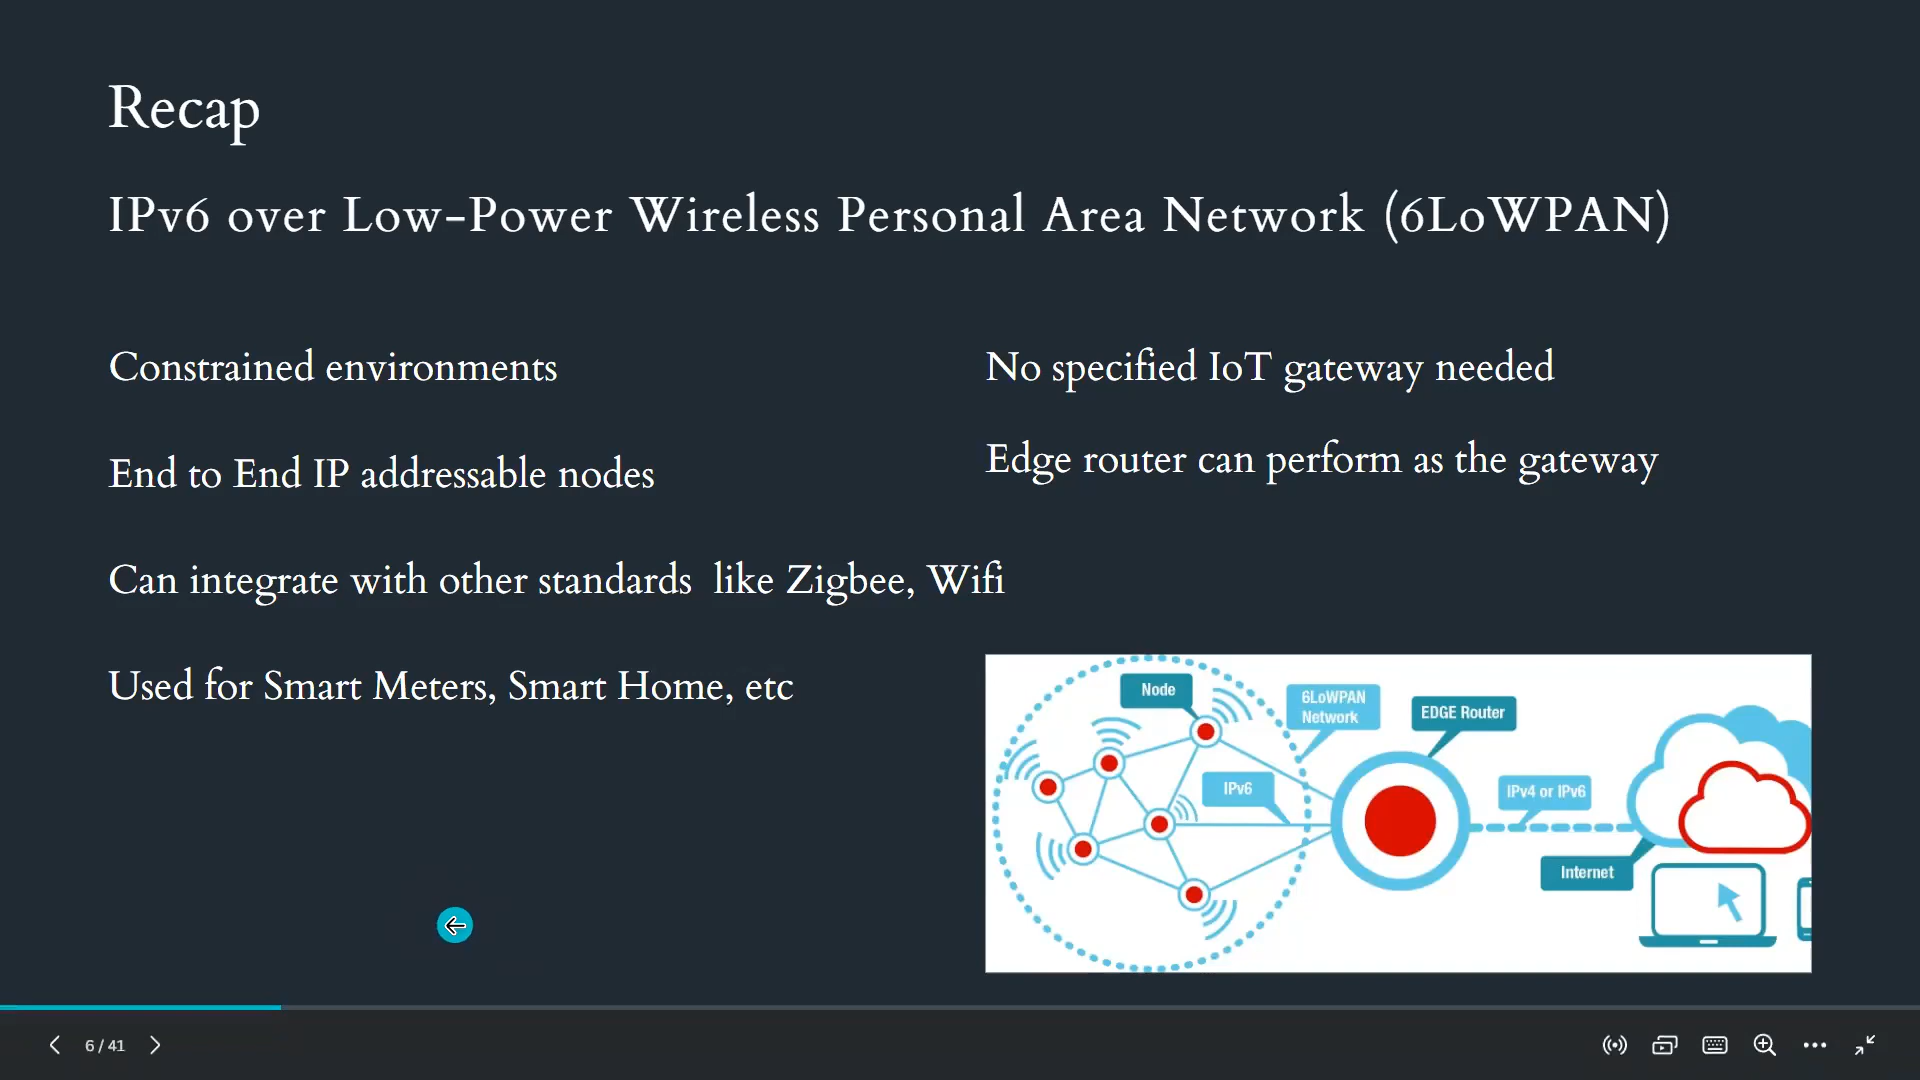 Recap
IPv6 over Low-Power Wireless Personal Area Network (6LoWPAN)
Constrained environments
End to End IP addressable nodes
Can integrate with other standards like Zigbee, Wifi
Used for Smart Meters, Smart Home, etc
No specified IoT gateway needed
Edge router can perform as the gateway
Node
6LoWPAN
Network
EDGE Router
IPv6
IPv4 or IPv6
Internet
6 / 41